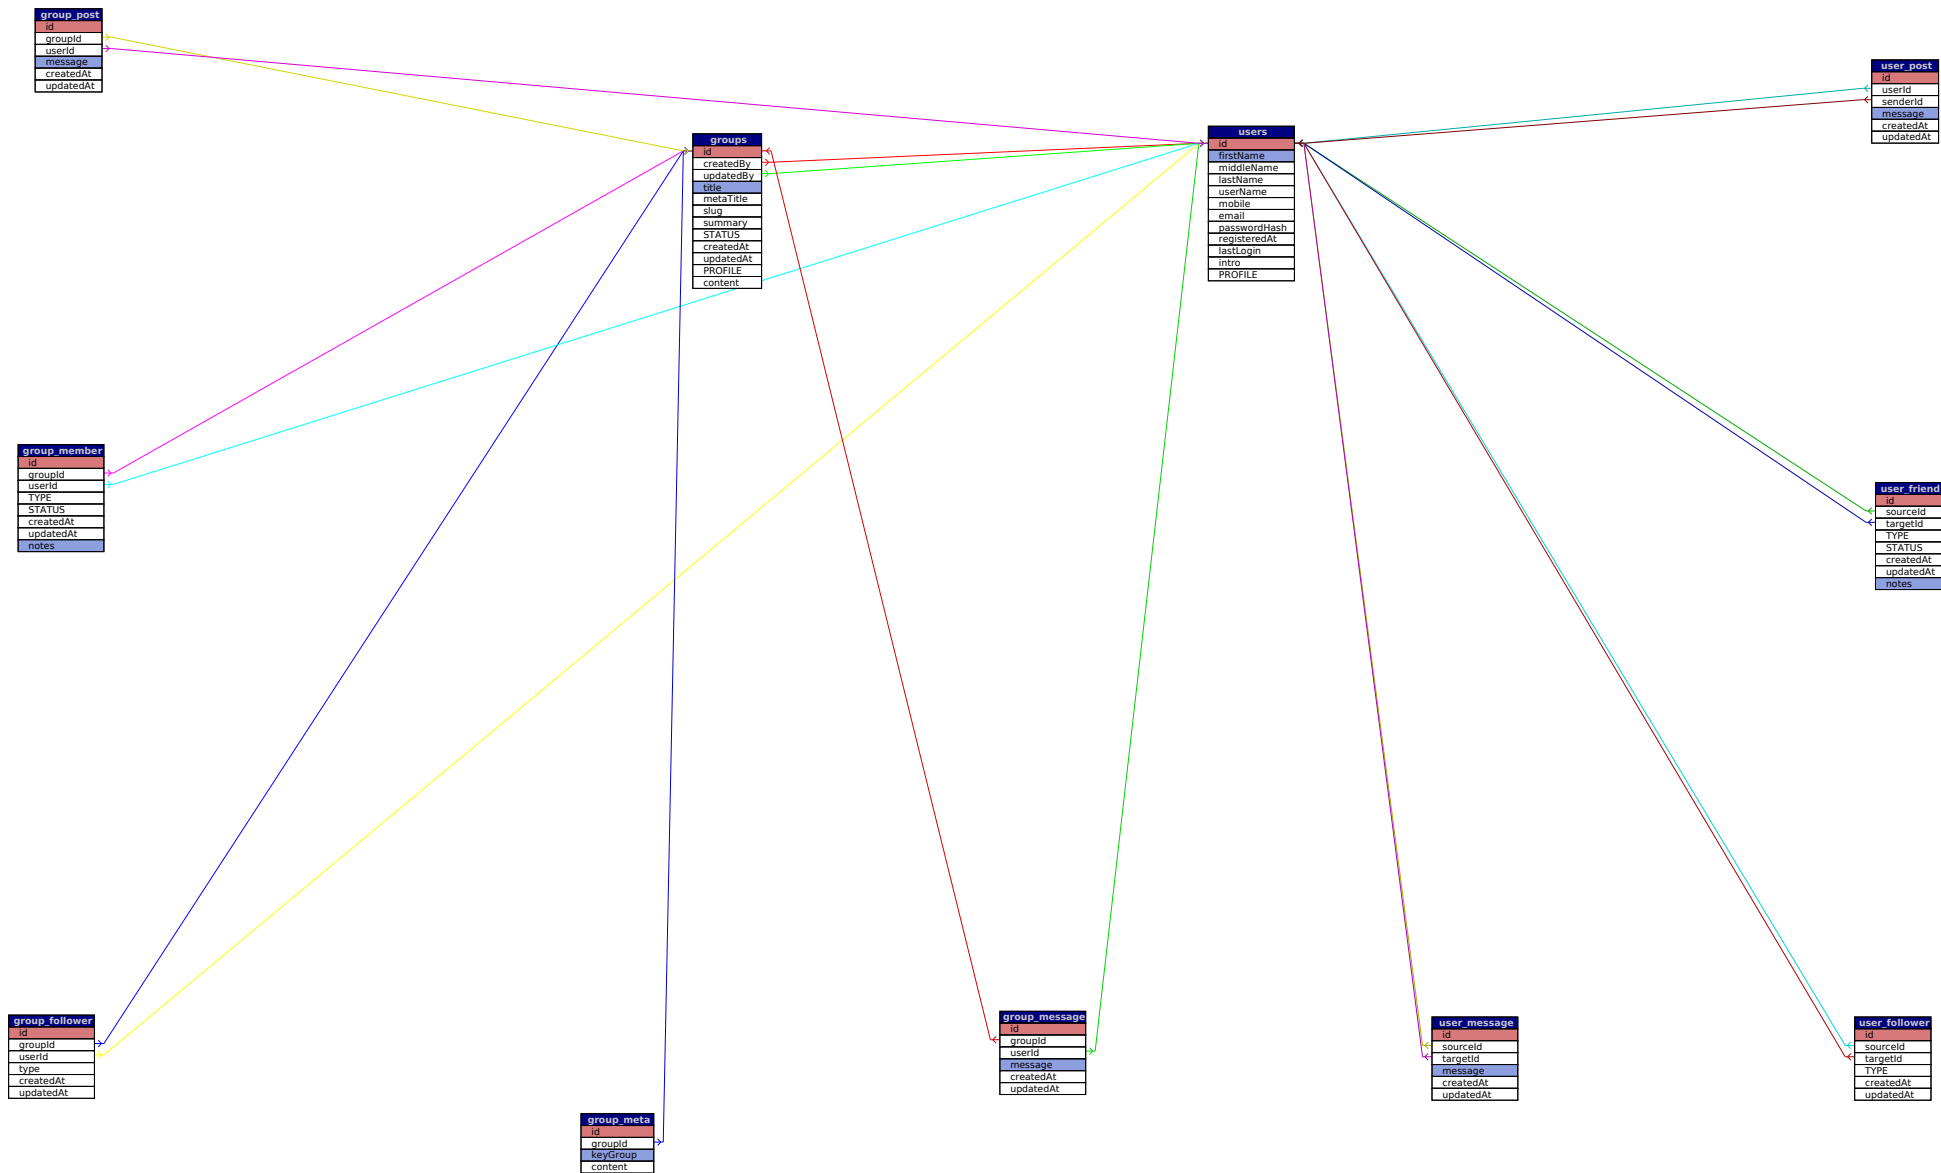 group_post
id
groupId
userId
message
createdAt
updatedAt
user_post
id
userId
senderId
message
createdAt
updatedAt
groups
id
createdBy
updatedBy
title
metaTitle
slug
summary
STATUS
createdAt
updatedAt
PROFILE
content
users
id
firstName
middleName
lastName
userName
mobile
email
passwordHash
registeredAt
lastLogin
intro
PROFILE
group_member
id
groupId
userId
TYPE
STATUS
createdAt
updatedAt
notes
user_friend
id
sourceId
targetId
TYPE
STATUS
createdAt
updatedAt
notes
group_follower
id
groupId
userId
type
createdAt
updatedAt
group_meta
id
groupId
keyGroup
content
group_message
id
groupId
userId
message
createdAt
updatedAt
user_message
id
sourceId
targetId
message
createdAt
updatedAt
user_follower
id
sourceId
targetId
TYPE
createdAt
updatedAt